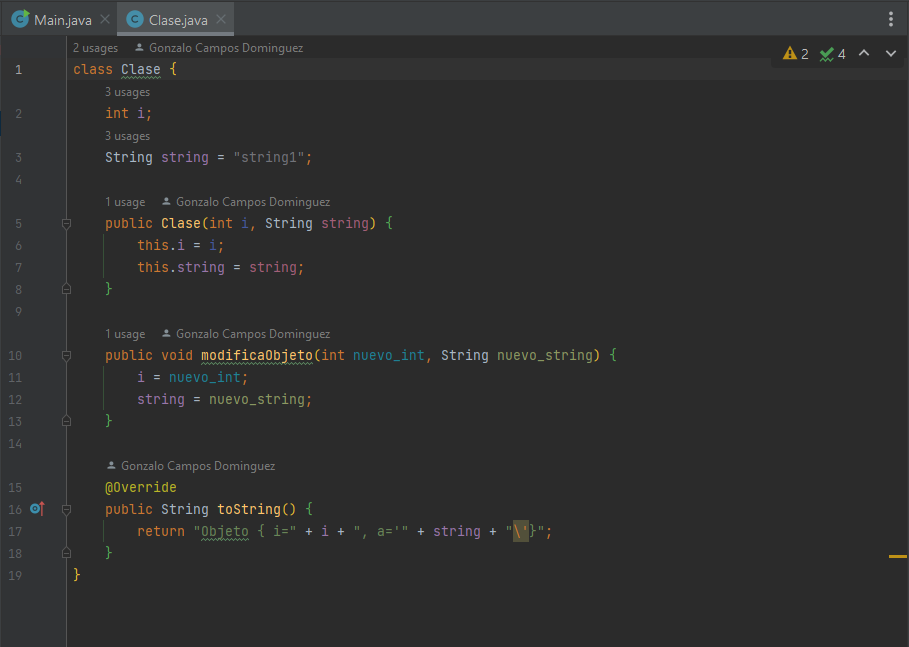 Main.java Clase.java
2 usages Gonzalo Campos Dominguez
2 4
1 class Clase {
3 usages
2 int i;
3 usages
3 String string = "string1";
4
1 usage Gonzalo Campos Dominguez
5 public Clase(int i, String string) {
6 this.i = i;
7 this.string = string;
8 }
9
1 usage Gonzalo Campos Dominguez
10 public void modificaObjeto(int nuevo_int, String nuevo_string) {
11 i = nuevo_int;
12 string = nuevo_string;
13 }
14
Gonzalo Campos Dominguez
15 @Override
16 public String toString() {
17 return "Objeto { i=" + i + ", a='" + string + "\'}";
18 }
19 }